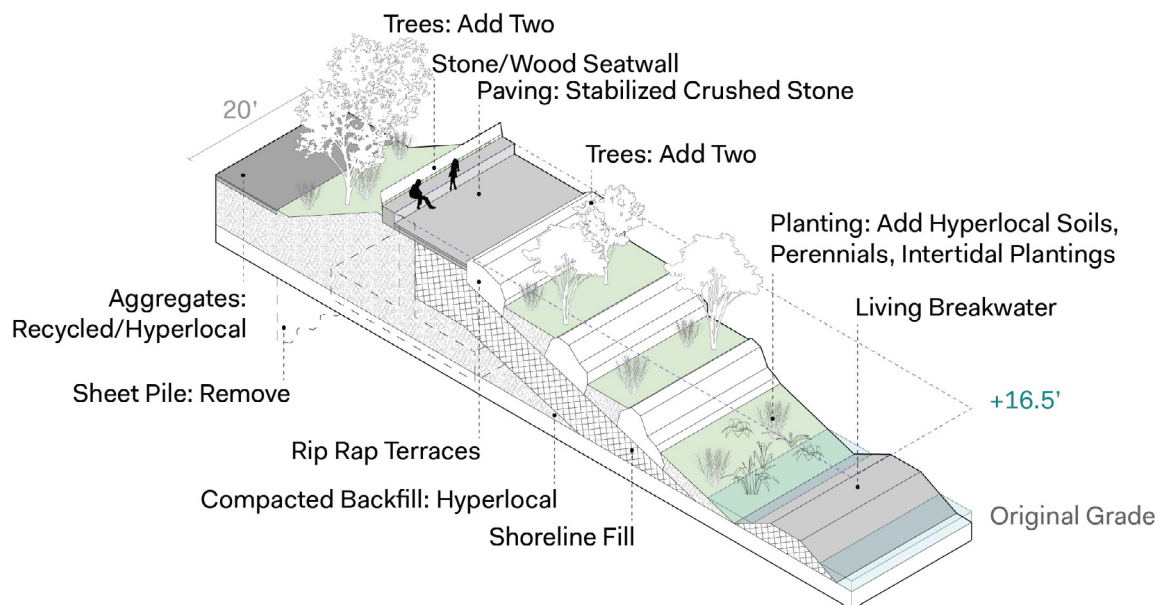 Trees: Add Two
Stone/Wood Seatwall
Paving: Stabilized Crushed Stone
20’
Trees: Add Two
Planting: Add Hyperlocal Soils,
Perennials, Intertidal Plantings
Aggregates:
Recycled/Hyperlocal
Living Breakwater
Sheet Pile: Remove
+16.5’
Rip Rap Terraces
Compacted Backfill: Hyperlocal
Original Grade
Shoreline Fill